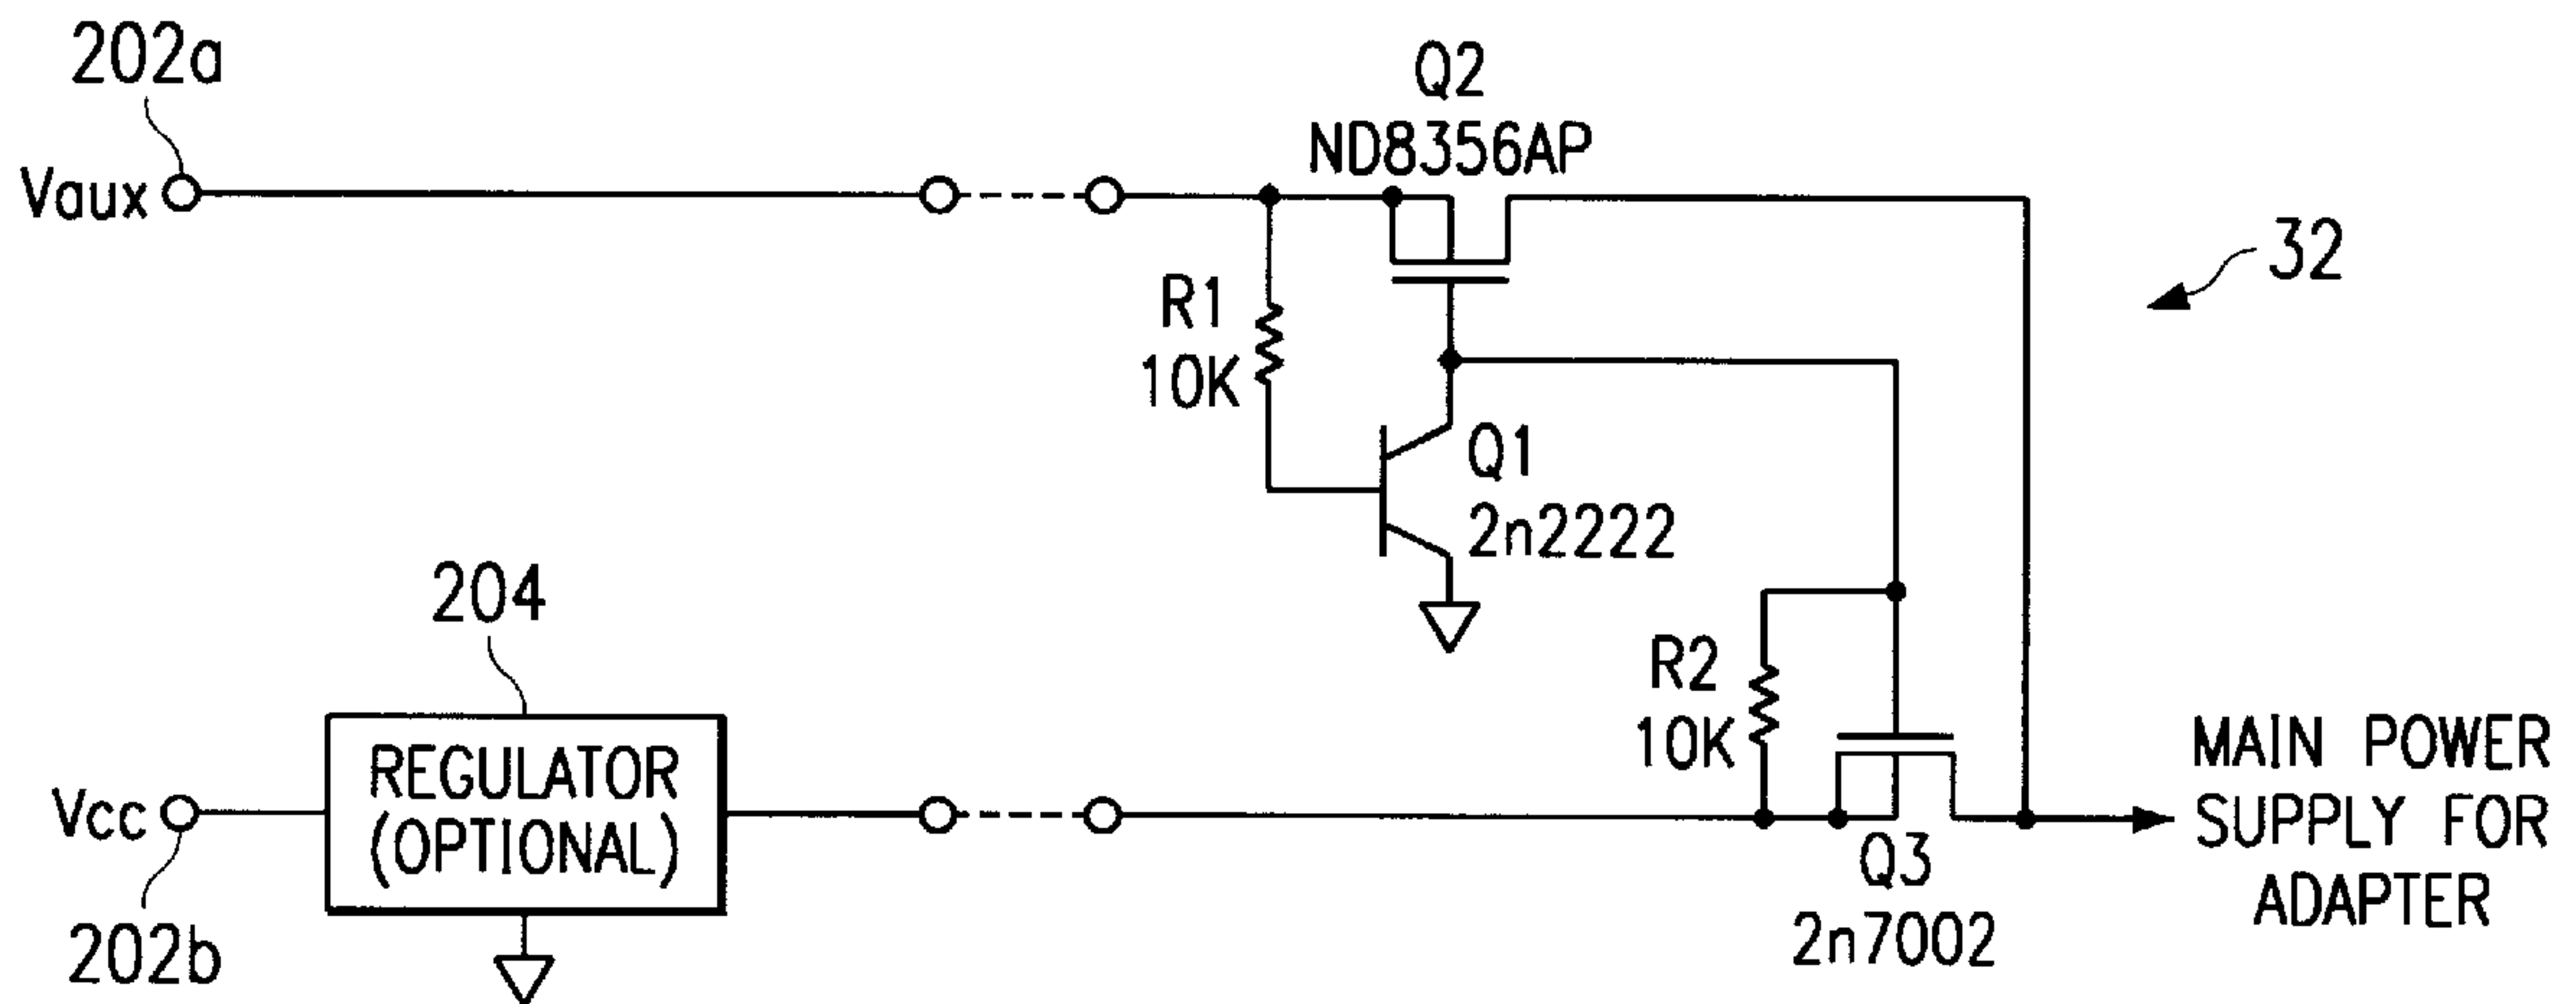 202a
Vaux
Q2
ND8356AP
32
R1
10K
Q1
2n2222
204
REGULATOR
(OPTIONAL)
Vcc
202b
R2
10K
Q3
2n7002
MAIN POWER
SUPPLY FOR
ADAPTER